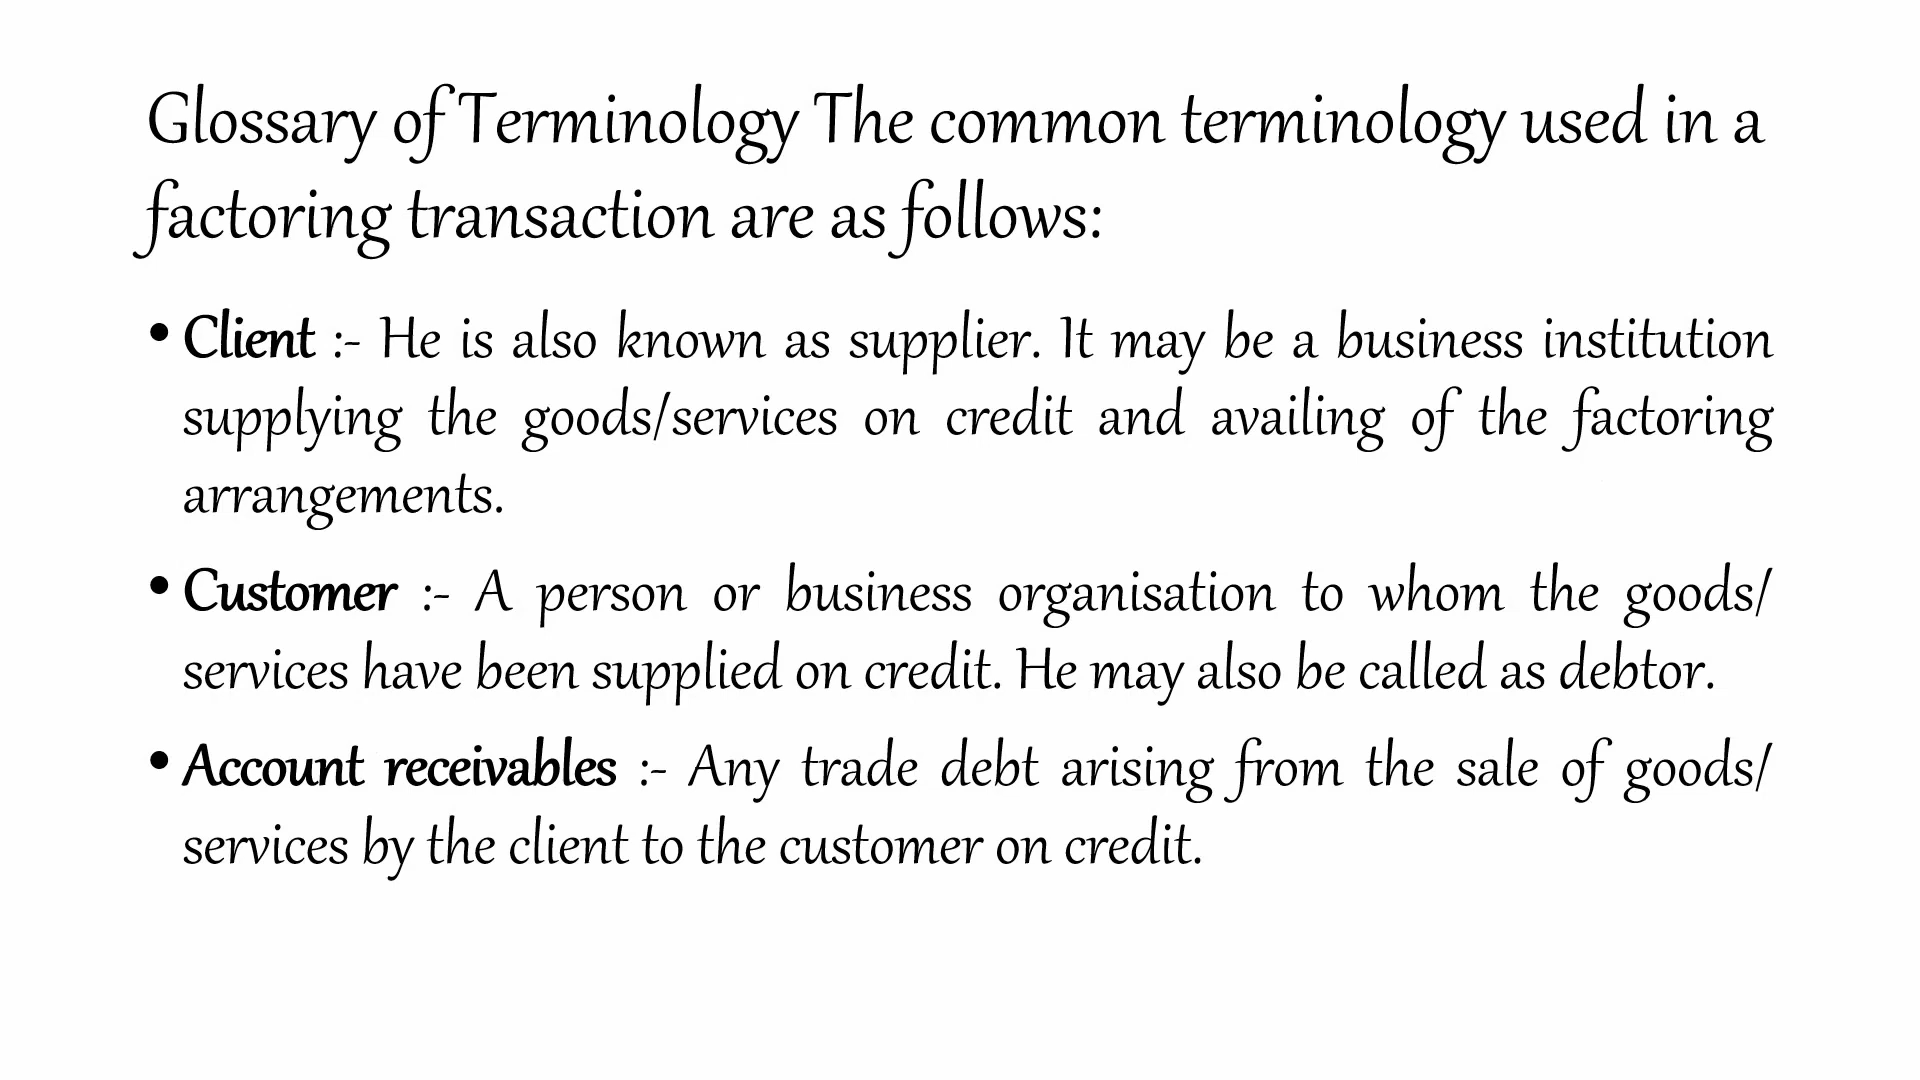 Glossary of Terminology The common terminology used in a
factoring transaction are as follows:
• Client :- He is also known as supplier. It may be a business institution
supplying the goods/services on credit and availing of the factoring
arrangements.
• Customer :- A person or business organisation to whom the goods/
services have been supplied on credit. He may also be called as debtor.
• Account receivables :- Any trade debt arising from the sale of goods/
services by the client to the customer on credit.